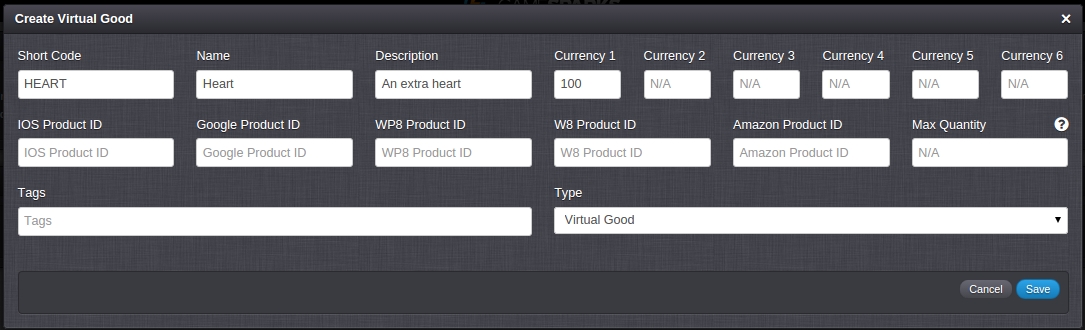 GAMESPARKS
Create Virtual Good ×
Short Code Name Description Currency 1 Currency 2 Currency 3 Currency 4 Currency 5 Currency 6
HEART Heart An extra heart 100 N/A N/A N/A N/A N/A
IOS Product ID Google Product ID WP8 Product ID W8 Product ID Amazon Product ID Max Quantity ?
IOS Product ID Google Product ID WP8 Product ID W8 Product ID Amazon Product ID N/A
Tags Type
Tags Virtual Good ▼
Cancel Save